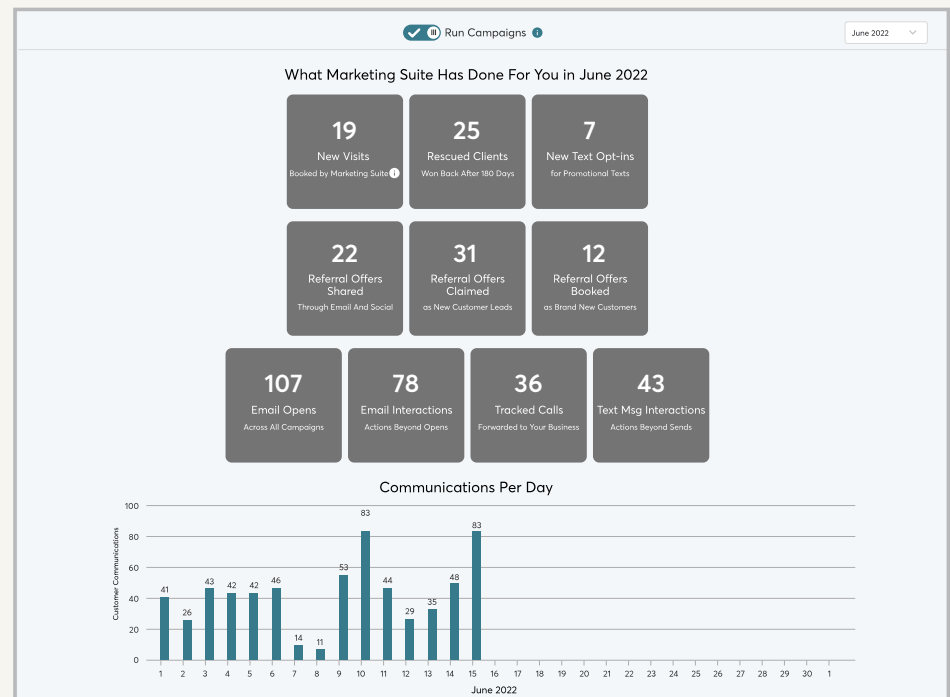 Run Campaigns i
June 2022
What Marketing Suite Has Done For You in June 2022
19
New Visits
Booked by Marketing Suite i
25
Rescued Clients
Won Back After 180 Days
7
New Text Opt-ins
for Promotional Texts
22
Referral Offers
Shared
Through Email And Social
31
Referral Offers
Claimed
as New Customer Leads
12
Referral Offers
Booked
as Brand New Customers
107
Email Opens
Across All Campaigns
78
Email Interactions
Actions Beyond Opens
36
Tracked Calls
Forwarded to Your Business
43
Text Msg Interactions
Actions Beyond Sends
Communications Per Day
Customer Communications
100
80
60
40
20
0
41 26 43 42 42 46 14 11 53 83 44 29 35 48 83
1 2 3 4 5 6 7 8 9 10 11 12 13 14 15 16 17 18 19 20 21 22 23 24 25 26 27 28 29 30 1
June 2022